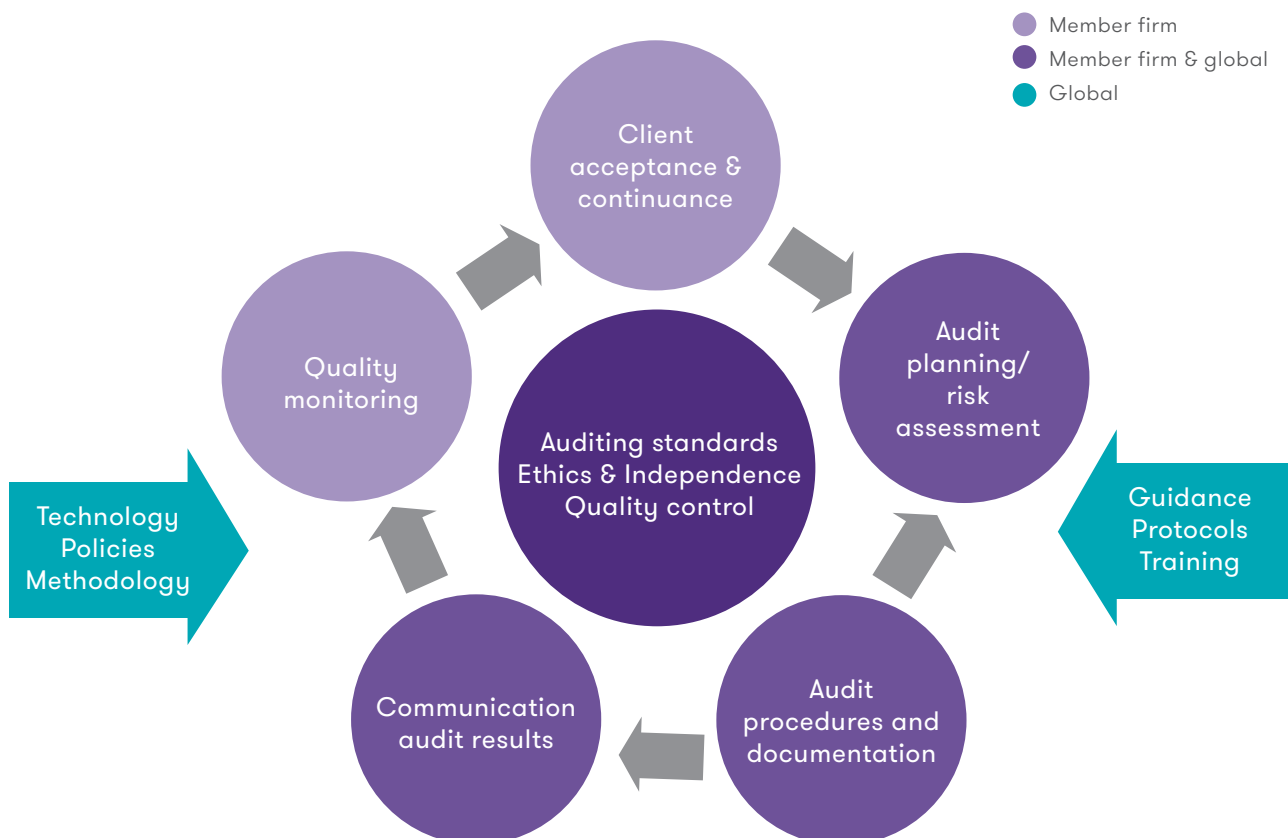 Member firm
Member firm & global
Global
Client
acceptance &
continuance
Audit
planning/
risk
assessment
Quality
monitoring
Auditing standards
Ethics & Independence
Quality control
Technology
Policies
Methodology
Guidance
Protocols
Training
Communication
audit results
Audit
procedures and
documentation